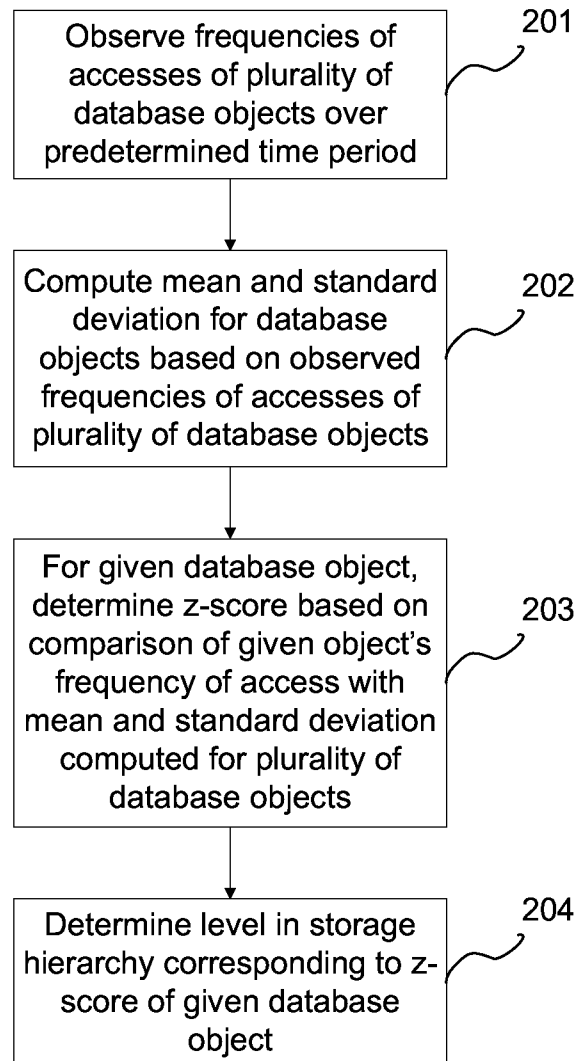 Observe frequencies of
accesses of plurality of
database objects over
predetermined time period
201
Compute mean and standard
deviation for database
objects based on observed
frequencies of accesses of
plurality of database objects
202
For given database object,
determine z-score based on
comparison of given object's
frequency of access with
mean and standard deviation
computed for plurality of
database objects
203
Determine level in storage
hierarchy corresponding to z-
score of given database
object
204